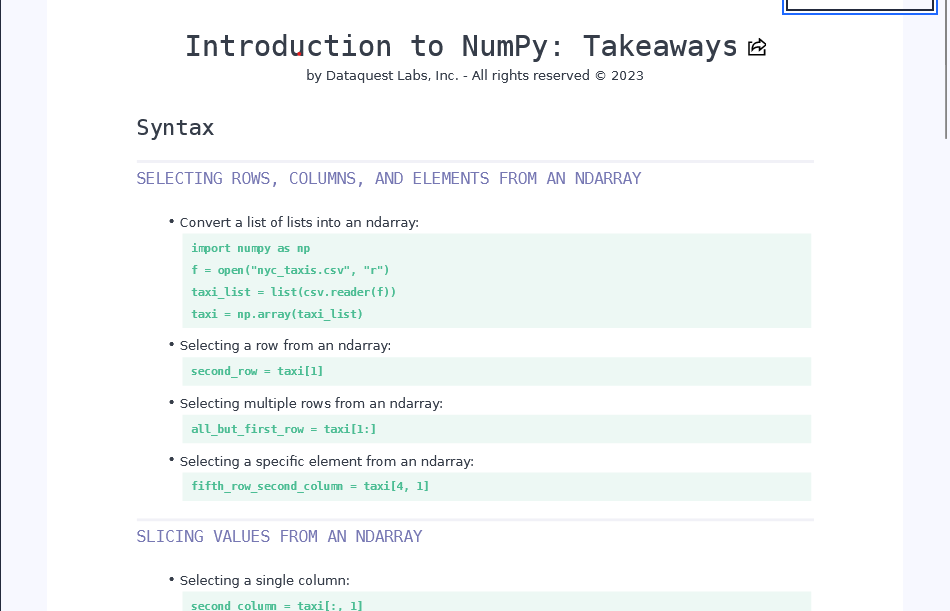 Introduction to NumPy: Takeaways
by Dataquest Labs, Inc. - All rights reserved © 2023
Syntax
SELECTING ROWS, COLUMNS, AND ELEMENTS FROM AN NDARRAY
• Convert a list of lists into an ndarray:
import numpy as np
f = open("nyc_taxis.csv", "r")
taxi_list = list(csv.reader(f))
taxi = np.array(taxi_list)
• Selecting a row from an ndarray:
second_row = taxi[1]
• Selecting multiple rows from an ndarray:
all_but_first_row = taxi[1:]
• Selecting a specific element from an ndarray:
fifth_row_second_column = taxi[4, 1]
SLICING VALUES FROM AN NDARRAY
• Selecting a single column:
second_column = taxi[:, 1]